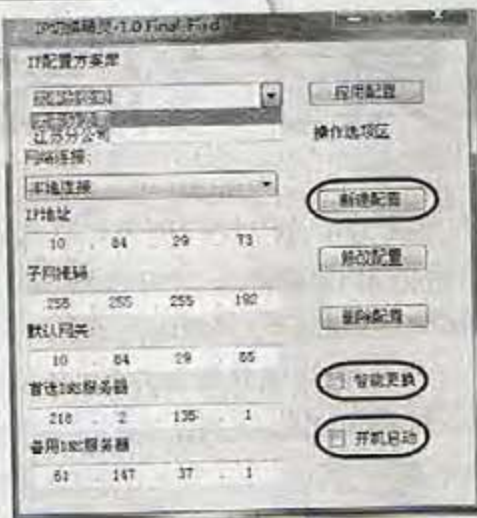 IP切换精灵-1.0 Final Fix d
IP配置方案库
应用配置
江苏分公司
操作选项区
网络连接:
本地连接
新建配置
IP地址
10 . 84 . 29 . 73
修改配置
子网掩码
255 . 255 . 255 . 192
删除配置
默认网关
10 . 84 . 29 . 65
首选DNS服务器
智能更换
218 . 2 . 135 . 1
开机启动
备用DNS服务器
61 . 147 . 37 . 1